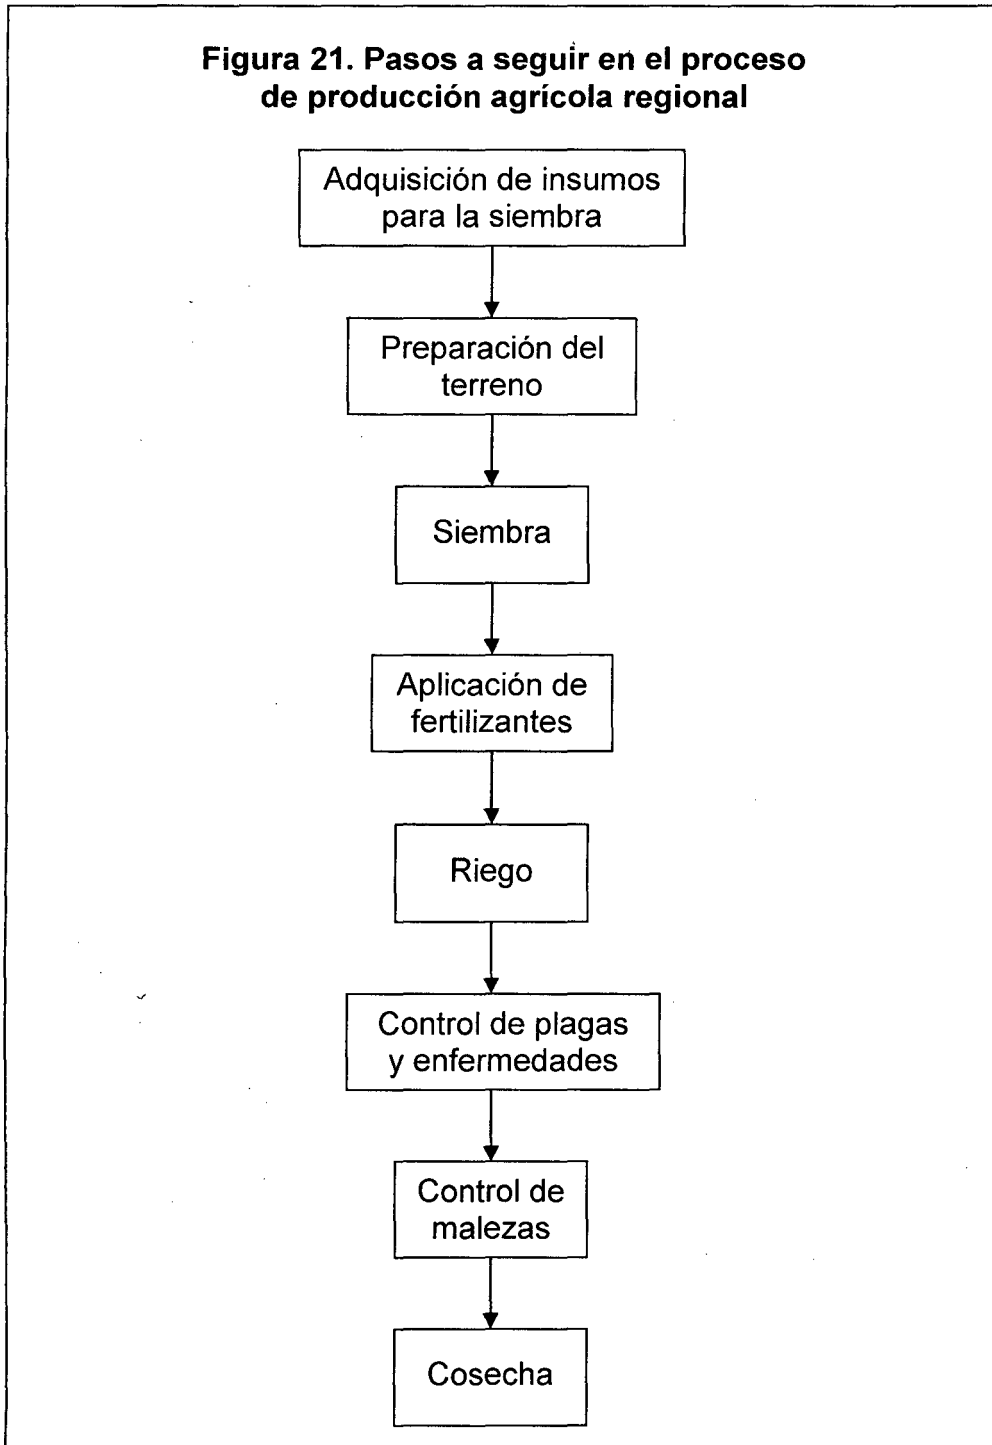 Figura 21. Pasos a seguir en el proceso
de producción agrícola regional
Adquisición de insumos
para la siembra
Preparación del
terreno
Siembra
Aplicación de
fertilizantes
Riego
Control de plagas
y enfermedades
Control de
malezas
Cosecha